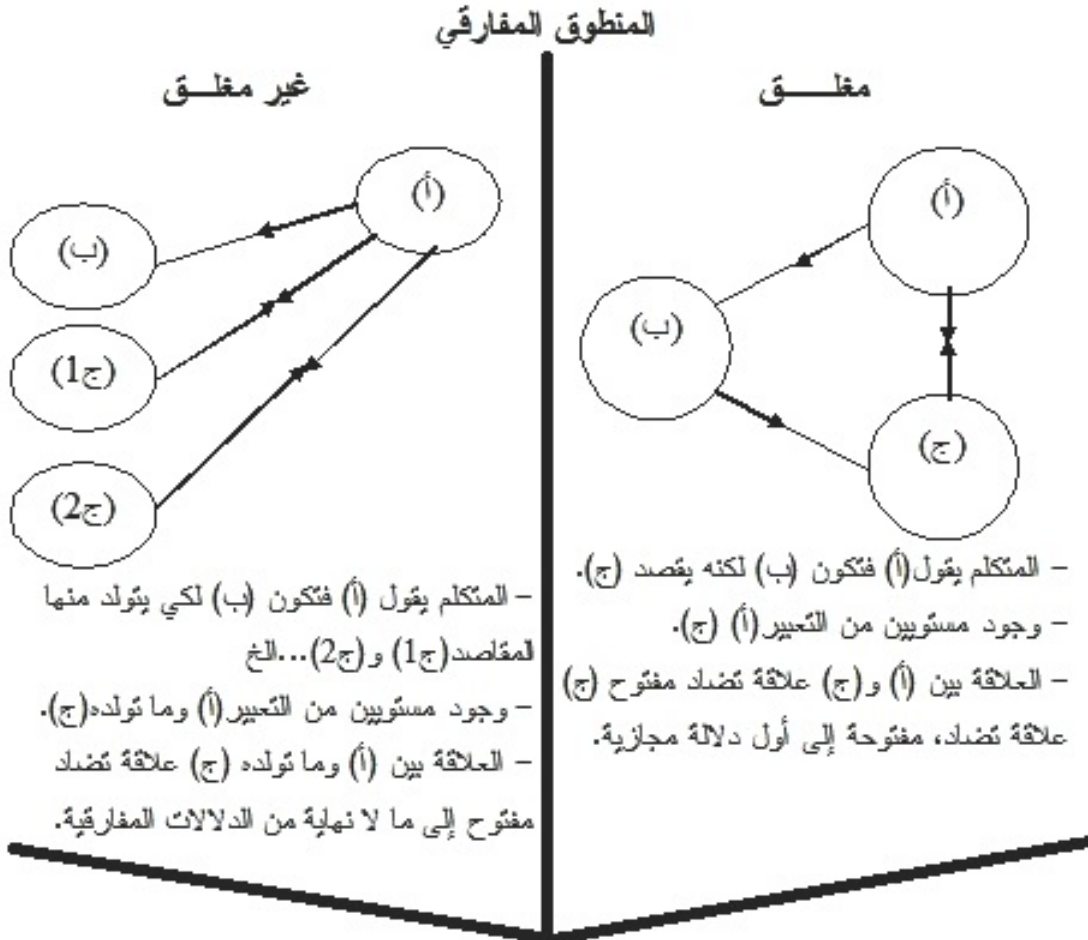 المنطوق المفارقي
مغلـــــق
(أ)
(ب)
(ج)
– المتكلم يقول(أ) فتكون (ب) لكنه يقصد (ج).
– وجود مستويين من التعبير(أ) (ج).
– العلاقة بين (أ) و(ج) علاقة تضاد مفتوح (ج)
علاقة تضاد، مفتوحة إلى أول دلالة مجازية.
غير مغلــق
(أ)
(ب)
(ج1)
(ج2)
– المتكلم يقول (أ) فتكون (ب) لكي يتولد منها
المقاصد(ج1) و(ج2)...الخ
– وجود مستويين من التعبير(أ) وما تولده(ج).
– العلاقة بين (أ) وما تولده (ج) علاقة تضاد
مفتوح إلى ما لا نهاية من الدلالات المفارقية.